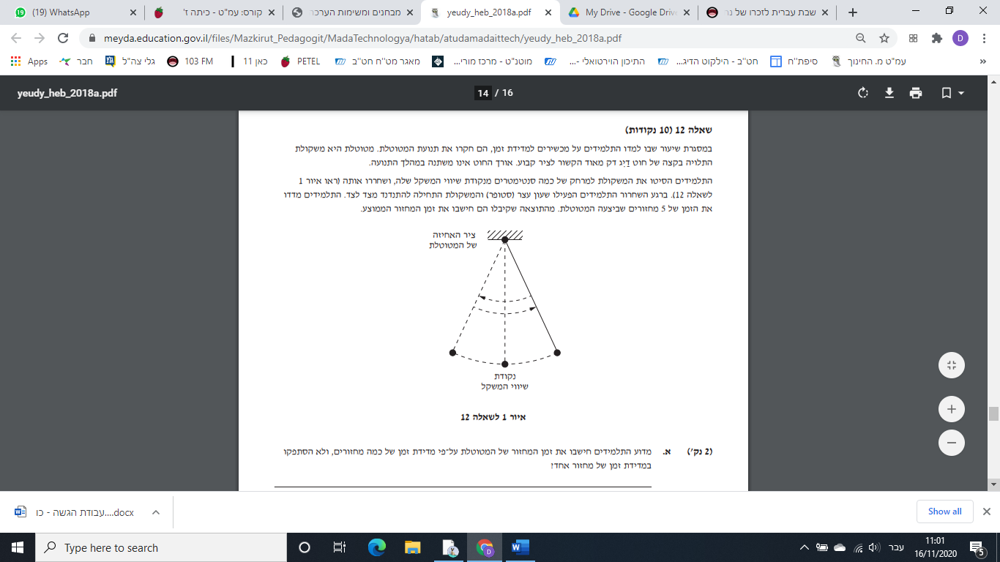 (19) WhatsApp
קורס: עמ"ט - כיתה ז'
מבחנים ומשימות הערכה
yeudy_heb_2018a.pdf
My Drive - Google Drive
שבת עברית לזכרו של
meyda.education.gov.il/files/Mazkirut_Pedagogit/MadaTechnologya/hatab/atudamadaittech/yeudy_heb_2018a.pdf
D
Apps
חבר
גלי צה"ל
103 FM
כאן 11
PETEL
מאגר מט"ח חט"ב
מוטנ"ט - מרכז מורי...
התיכון הוירטואלי -...
חט"ב - הילקוט הדיג...
סיפת"ח
עמ"ט מ. החינוך
»
yeudy_heb_2018a.pdf
14 / 16
שאלה 12 (10 נקודות)
במסגרת שיעור שבו למדו התלמידים על מכשירים למדידת זמן, הם חקרו את תנועת המטוטלת. מטוטלת היא משקולת
התלויה בקצה של חוט דַיִג דק מאוד הקשור לציר קבוע. אורך החוט אינו משתנה במהלך התנועה.
התלמידים הסיטו את המשקולת למרחק של כמה סנטימטרים מנקודת שיווי המשקל שלה, ושחררו אותה (ראו איור 1
לשאלה 12). ברגע השחרור התלמידים הפעילו שעון עצר (סטופר) והמשקולת התחילה להתנדנד מצד לצד. התלמידים מדדו
את הזמן של 5 מחזורים שביצעה המטוטלת. מהתוצאה שקיבלו הם חישבו את זמן המחזור הממוצע.
ציר האחיזה
של המטוטלת
נקודת
שיווי המשקל
איור 1 לשאלה 12
(2 נק') א. מדוע התלמידים חישבו את זמן המחזור של המטוטלת על־פי מדידת זמן של כמה מחזורים, ולא הסתפקו
במדידת זמן של מחזור אחד?
עבודת הגשה - כו....docx
Show all
Type here to search
עבר
11:01
16/11/2020
5